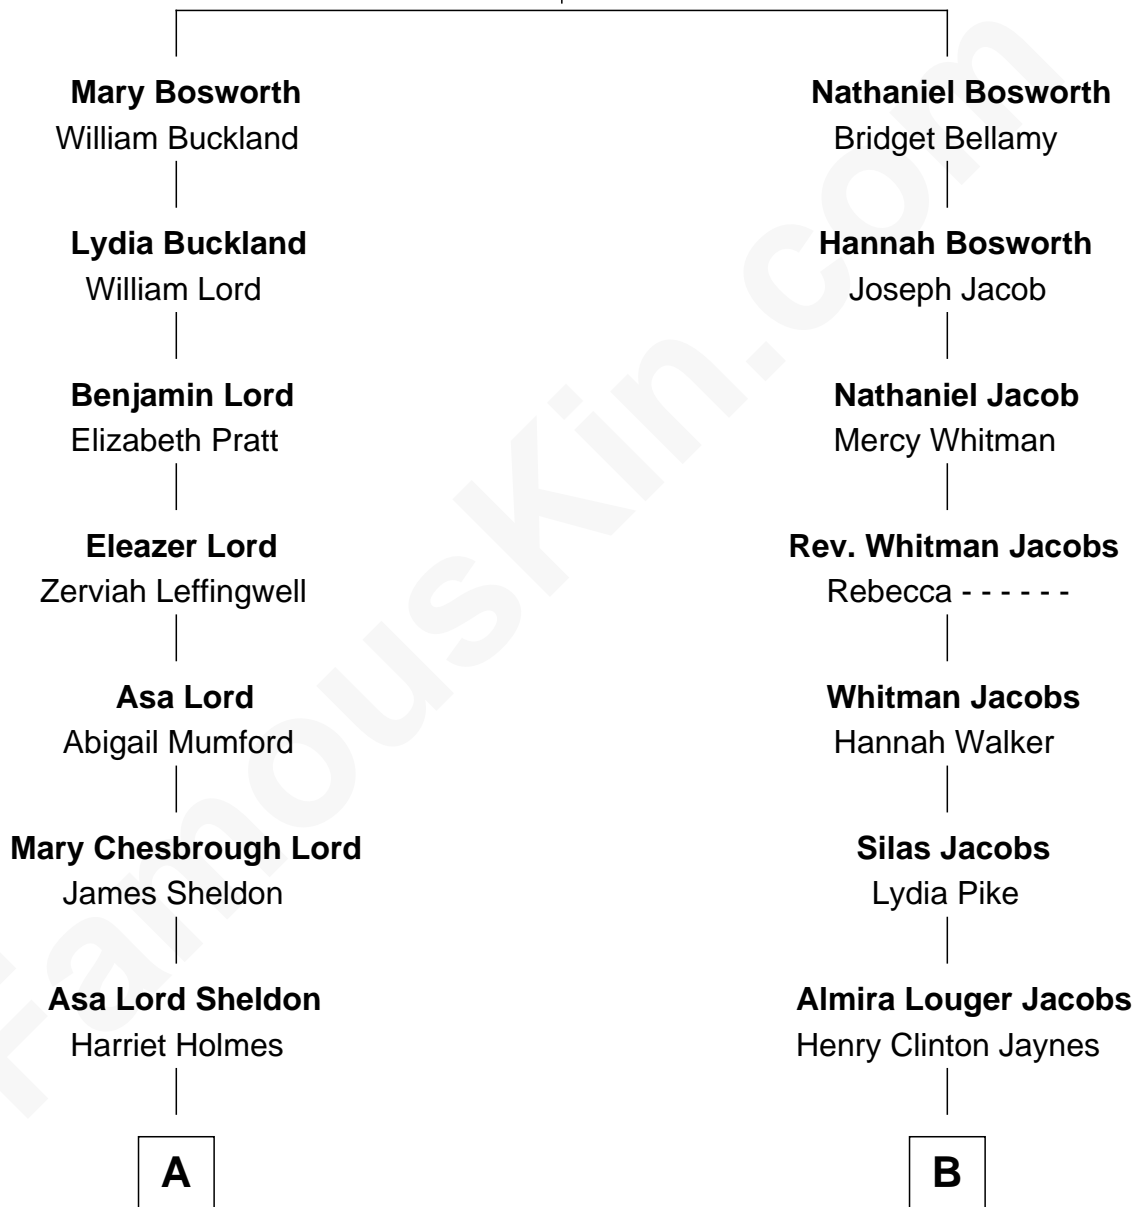 Mary Bosworth
William Buckland
Lydia Buckland
William Lord
Benjamin Lord
Elizabeth Pratt
Eleazer Lord
Zerviah Leffingwell
Asa Lord
Abigail Mumford
Mary Chesbrough Lord
James Sheldon
Asa Lord Sheldon
Harriet Holmes
A
Nathaniel Bosworth
Bridget Bellamy
Hannah Bosworth
Joseph Jacob
Nathaniel Jacob
Mercy Whitman
Rev. Whitman Jacobs
Rebecca - - - - - -
Whitman Jacobs
Hannah Walker
Silas Jacobs
Lydia Pike
Almira Louger Jacobs
Henry Clinton Jaynes
B
FamousKin.com